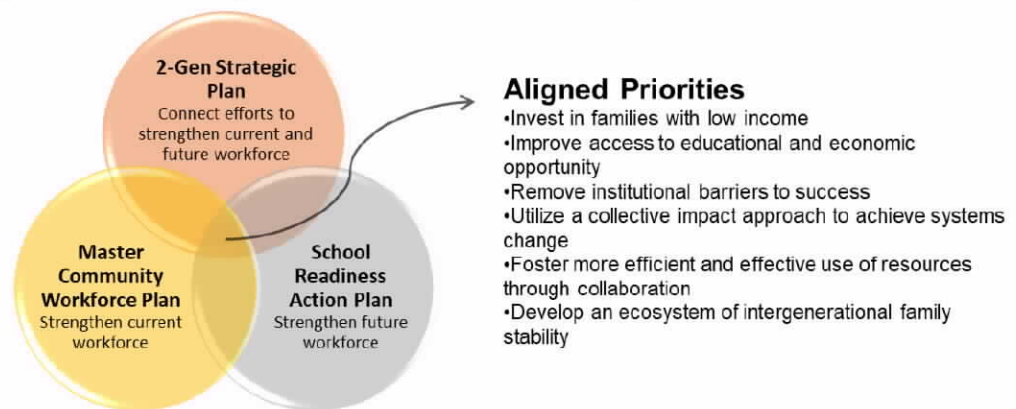 2-Gen Strategic
Plan
Connect efforts to
strengthen current and
future workforce
Master
Community
Workforce Plan
Strengthen current
workforce
School
Readiness
Action Plan
Strengthen future
workforce
Aligned Priorities
•Invest in families with low income
•Improve access to educational and economic
opportunity
•Remove institutional barriers to success
•Utilize a collective impact approach to achieve systems
change
•Foster more efficient and effective use of resources
through collaboration
•Develop an ecosystem of intergenerational family
stability